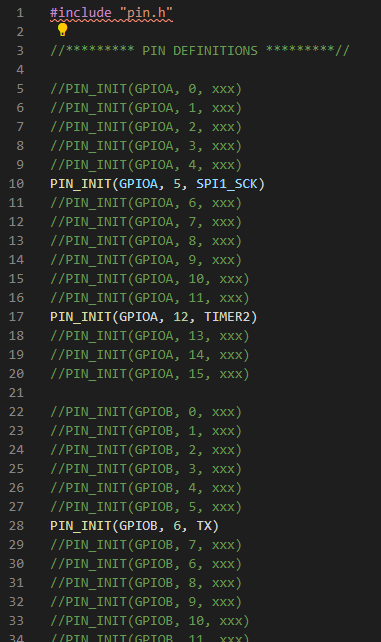 1 #include "pin.h"
2
3 //********* PIN DEFINITIONS *********//
4
5 //PIN_INIT(GPIOA, 0, xxx)
6 //PIN_INIT(GPIOA, 1, xxx)
7 //PIN_INIT(GPIOA, 2, xxx)
8 //PIN_INIT(GPIOA, 3, xxx)
9 //PIN_INIT(GPIOA, 4, xxx)
10 PIN_INIT(GPIOA, 5, SPI1_SCK)
11 //PIN_INIT(GPIOA, 6, xxx)
12 //PIN_INIT(GPIOA, 7, xxx)
13 //PIN_INIT(GPIOA, 8, xxx)
14 //PIN_INIT(GPIOA, 9, xxx)
15 //PIN_INIT(GPIOA, 10, xxx)
16 //PIN_INIT(GPIOA, 11, xxx)
17 PIN_INIT(GPIOA, 12, TIMER2)
18 //PIN_INIT(GPIOA, 13, xxx)
19 //PIN_INIT(GPIOA, 14, xxx)
20 //PIN_INIT(GPIOA, 15, xxx)
21
22 //PIN_INIT(GPIOB, 0, xxx)
23 //PIN_INIT(GPIOB, 1, xxx)
24 //PIN_INIT(GPIOB, 2, xxx)
25 //PIN_INIT(GPIOB, 3, xxx)
26 //PIN_INIT(GPIOB, 4, xxx)
27 //PIN_INIT(GPIOB, 5, xxx)
28 PIN_INIT(GPIOB, 6, TX)
29 //PIN_INIT(GPIOB, 7, xxx)
30 //PIN_INIT(GPIOB, 6, xxx)
31 //PIN_INIT(GPIOB, 8, xxx)
32 //PIN_INIT(GPIOB, 9, xxx)
33 //PIN_INIT(GPIOB, 10, xxx)
34 //PIN_INIT(GPIOB, 11, xxx)